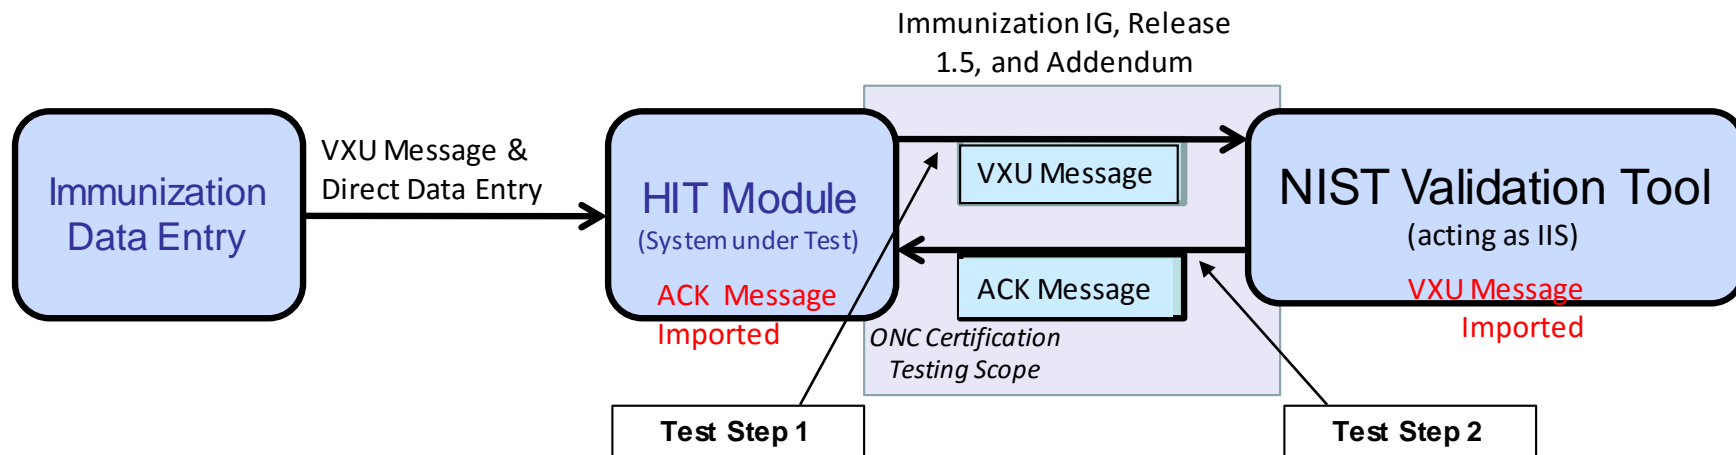 Immunization IG, Release
1.5, and Addendum
Immunization
Data Entry
VXU Message &
Direct Data Entry
HIT Module
(System under Test)
ACK Message
Imported
VXU Message
ACK Message
ONC Certification
Testing Scope
NIST Validation Tool
(acting as IIS)
VXU Message
Imported
Test Step 1
Test Step 2